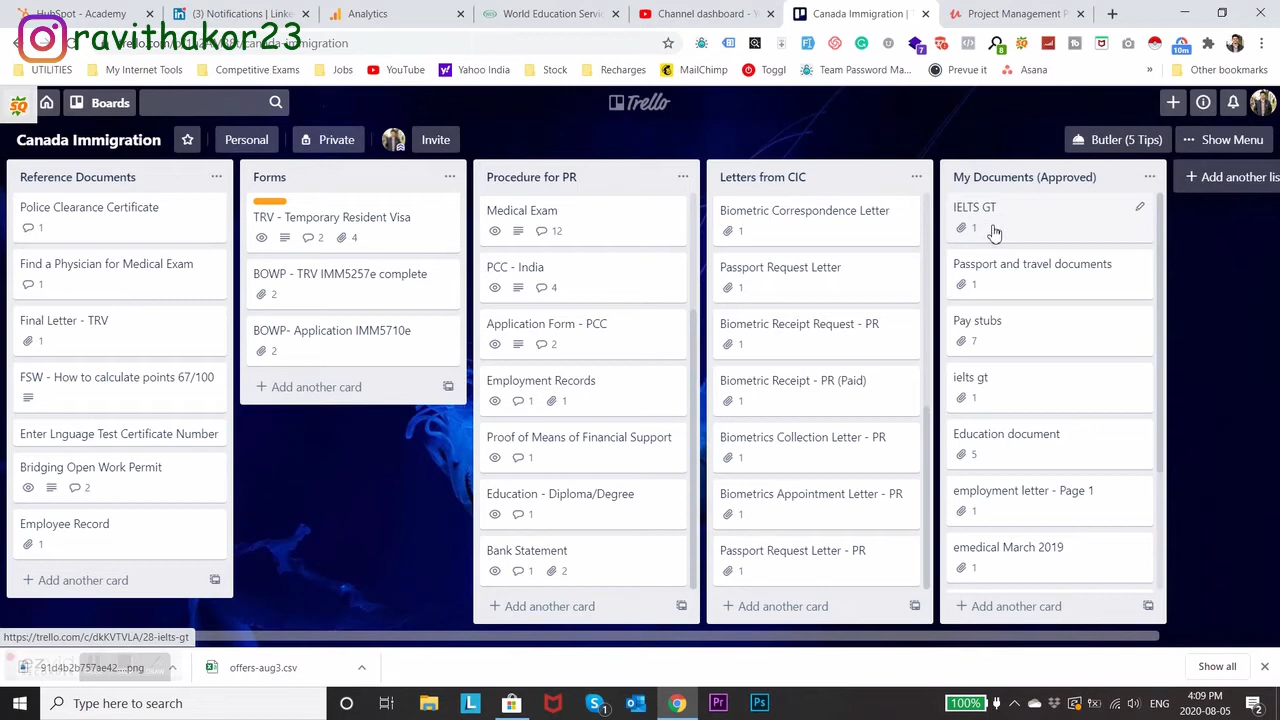 HubSpot - Academy
(3) Notifications | Linke
Analytics
World Education Serv
Channel dashboard
Canada Immigration | T
Project Management P
ravithakor23
UTILITIES
My Internet Tools
Competitive Exams
Jobs
YouTube
Yahoo India
Stock
Recharges
MailChimp
Toggl
Team Password Ma...
Prevue it
Asana
Other bookmarks
Boards
Trello
Canada Immigration
Personal
Private
Invite
Butler (5 Tips)
Show Menu
Reference Documents
Police Clearance Certificate
1
Find a Physician for Medical Exam
1
Final Letter - TRV
1
FSW - How to calculate points 67/100
Enter Lnguage Test Certificate Number
Bridging Open Work Permit
2
Employee Record
1
+ Add another card
Forms
TRV - Temporary Resident Visa
2 4
BOWP - TRV IMM5257e complete
2
BOWP- Application IMM5710e
2
+ Add another card
Procedure for PR
Medical Exam
12
PCC - India
4
Application Form - PCC
2
Employment Records
1 1
Proof of Means of Financial Support
1
Education - Diploma/Degree
1
Bank Statement
1 2
+ Add another card
Letters from CIC
Biometric Correspondence Letter
1
Passport Request Letter
1
Biometric Receipt Request - PR
1
Biometric Receipt - PR (Paid)
1
Biometrics Collection Letter - PR
1
Biometrics Appointment Letter - PR
1
Passport Request Letter - PR
1
+ Add another card
My Documents (Approved)
IELTS GT
1
Passport and travel documents
1
Pay stubs
7
ielts gt
1
Education document
5
employment letter - Page 1
1
emedical March 2019
1
+ Add another card
+ Add another lis
https://trello.com/c/dkKVTVLA/28-ielts-gt
91d4b2b757ae42....png
offers-aug3.csv
Show all
Type here to search
100%
ENG
4:09 PM
2020-08-05